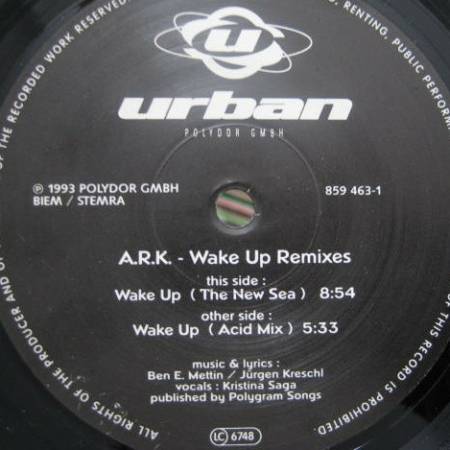 u
urban
POLYDOR GMBH
℗ 1993 POLYDOR GMBH
BIEM / STEMRA
859 463-1
A.R.K. - Wake Up Remixes
this side :
Wake Up ( The New Sea ) 8:54
other side :
Wake Up ( Acid Mix ) 5:33
music & lyrics :
Ben E. Mettin / Jürgen Kreschl
vocals : Kristina Saga
published by Polygram Songs
LC 6748
ALL RIGHTS OF THE PRODUCER AND OF
OF THE RECORDED WORK RESERVED.
RENTING, PUBLIC PERFORM
OF THIS RECORD IS PROHIBITED.